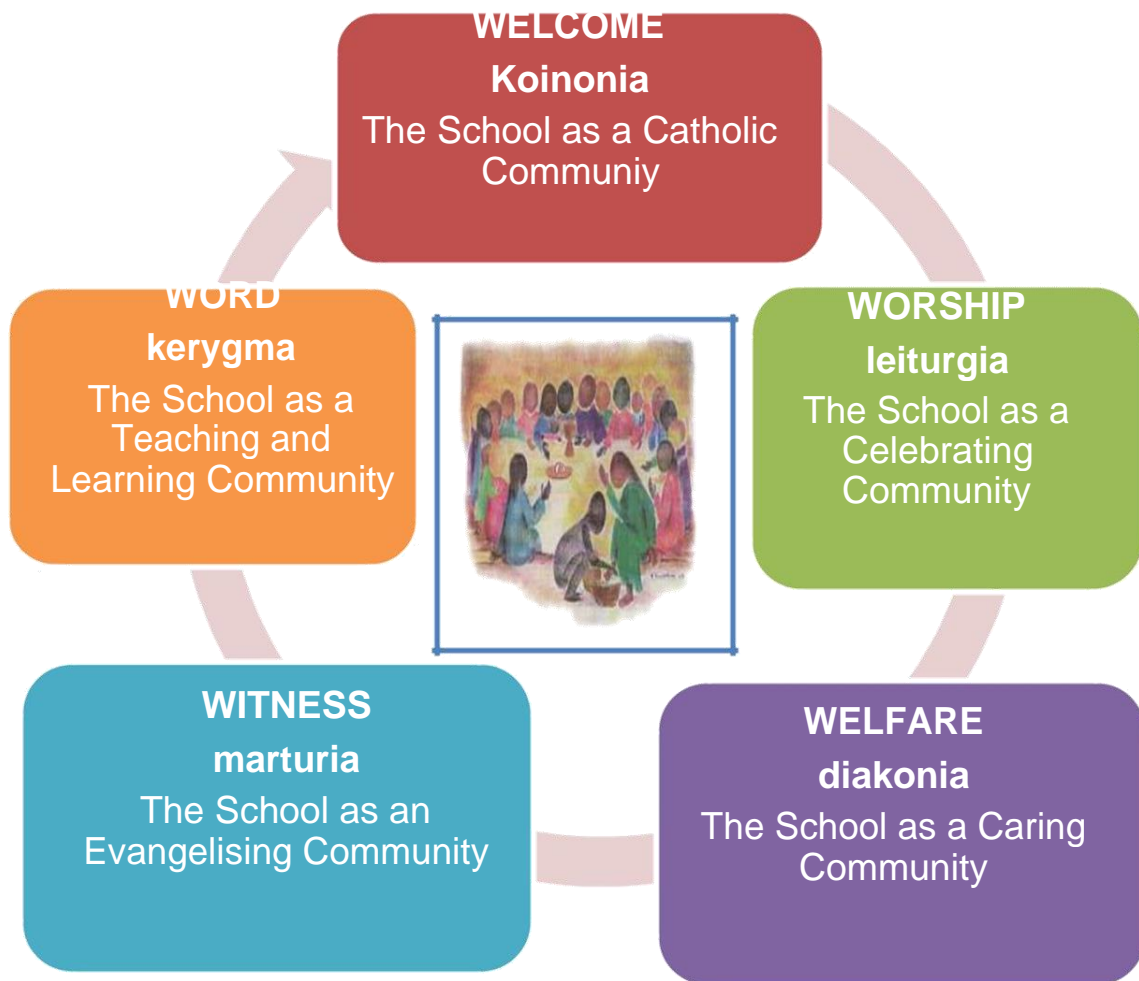 WELCOME
Koinonia
The School as a Catholic
Communiy
WORSHIP
leiturgia
The School as a
Celebrating
Community
WELFARE
diakonia
The School as a Caring
Community
WITNESS
marturia
The School as an
Evangelising Community
WORD
kerygma
The School as a
Teaching and
Learning Community